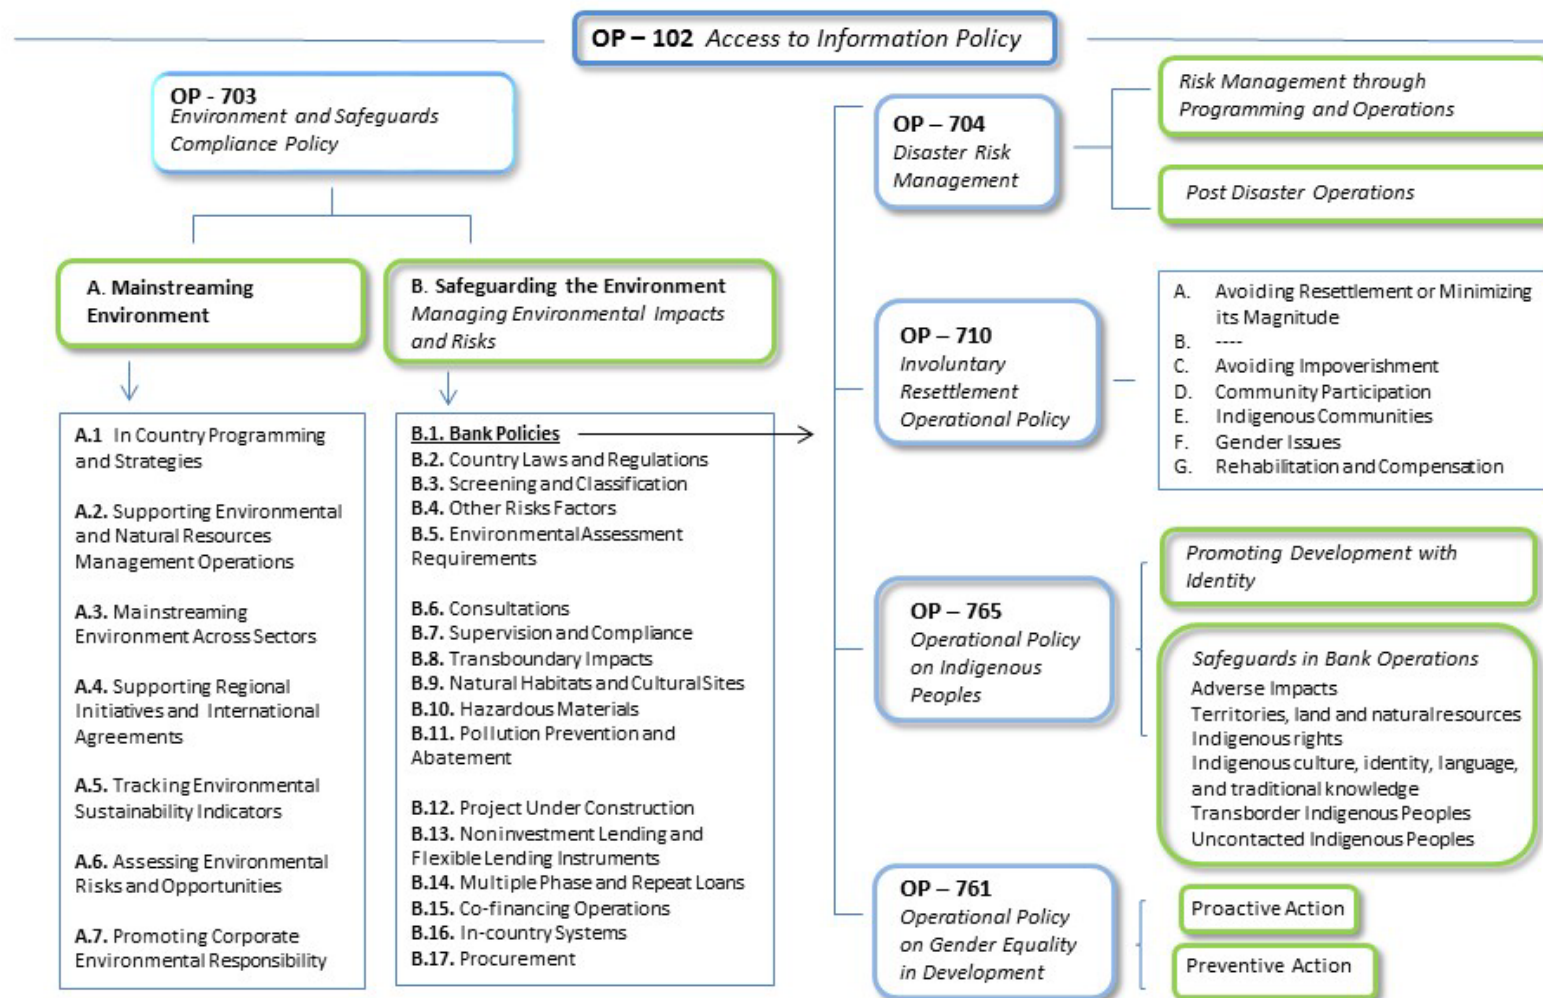 OP – 102 Access to Information Policy
OP - 703
Environment and Safeguards
Compliance Policy
A. Mainstreaming
Environment
B. Safeguarding the Environment
Managing Environmental Impacts
and Risks
A.1 In Country Programming
and Strategies
A.2. Supporting Environmental
and Natural Resources
Management Operations
A.3. Mainstreaming
Environment Across Sectors
A.4. Supporting Regional
Initiatives and International
Agreements
A.5. Tracking Environmental
Sustainability Indicators
A.6. Assessing Environmental
Risks and Opportunities
A.7. Promoting Corporate
Environmental Responsibility
B.1. Bank Policies
B.2. Country Laws and Regulations
B.3. Screening and Classification
B.4. Other Risks Factors
B.5. Environmental Assessment
Requirements
B.6. Consultations
B.7. Supervision and Compliance
B.8. Transboundary Impacts
B.9. Natural Habitats and Cultural Sites
B.10. Hazardous Materials
B.11. Pollution Prevention and
Abatement
B.12. Project Under Construction
B.13. Noninvestment Lending and
Flexible Lending Instruments
B.14. Multiple Phase and Repeat Loans
B.15. Co-financing Operations
B.16. In-country Systems
B.17. Procurement
OP – 704
Disaster Risk
Management
Risk Management through
Programming and Operations
Post Disaster Operations
OP – 710
Involuntary
Resettlement
Operational Policy
A. Avoiding Resettlement or Minimizing
its Magnitude
B. ----
C. Avoiding Impoverishment
D. Community Participation
E. Indigenous Communities
F. Gender Issues
G. Rehabilitation and Compensation
OP – 765
Operational Policy
on Indigenous
Peoples
Promoting Development with
Identity
Safeguards in Bank Operations
Adverse Impacts
Territories, land and natural resources
Indigenous rights
Indigenous culture, identity, language,
and traditional knowledge
Transborder Indigenous Peoples
Uncontacted Indigenous Peoples
OP – 761
Operational Policy
on Gender Equality
in Development
Proactive Action
Preventive Action